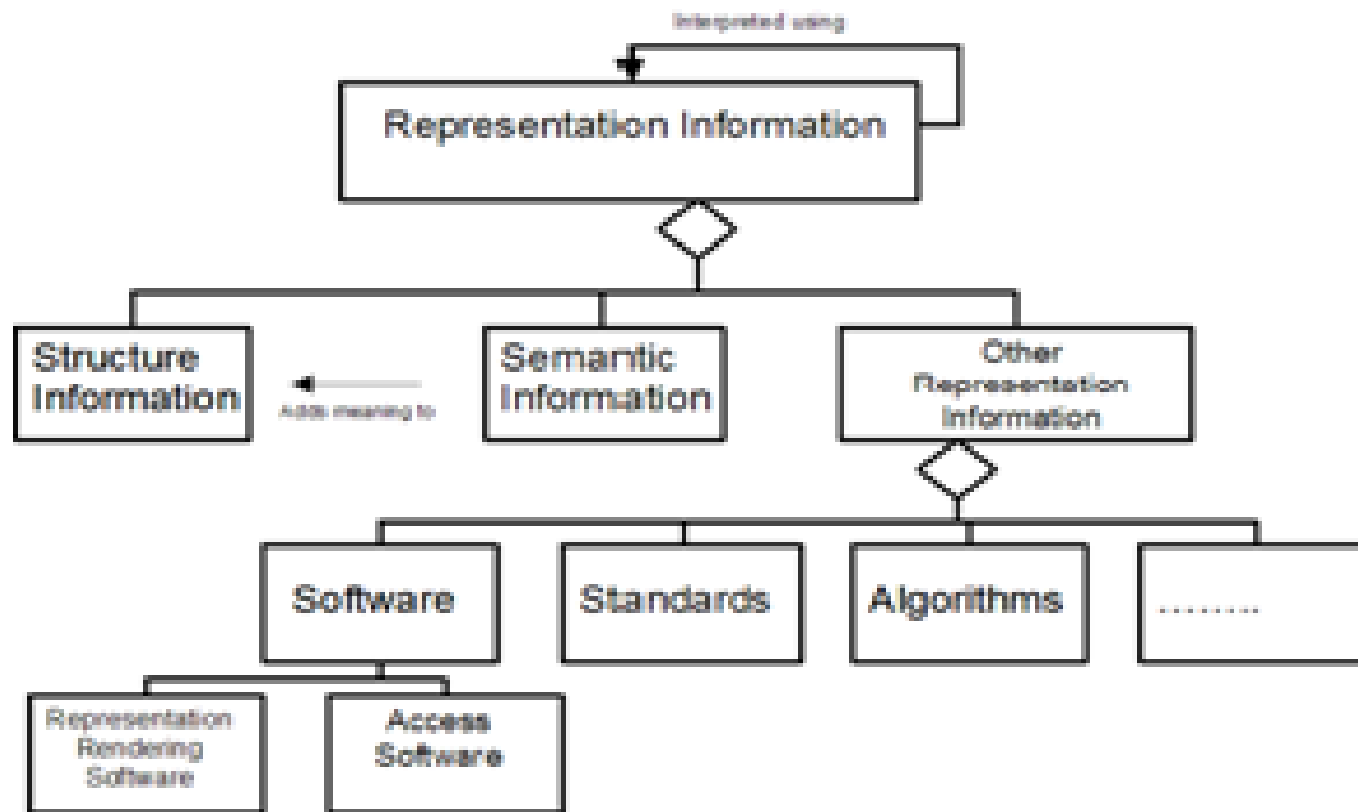 Interpreted using
Representation Information
Structure
Information
Adds meaning to
Semantic
Information
Other
Representation
Information
Software
Standards
Algorithms
........
Representation
Rendering
Software
Access
Software